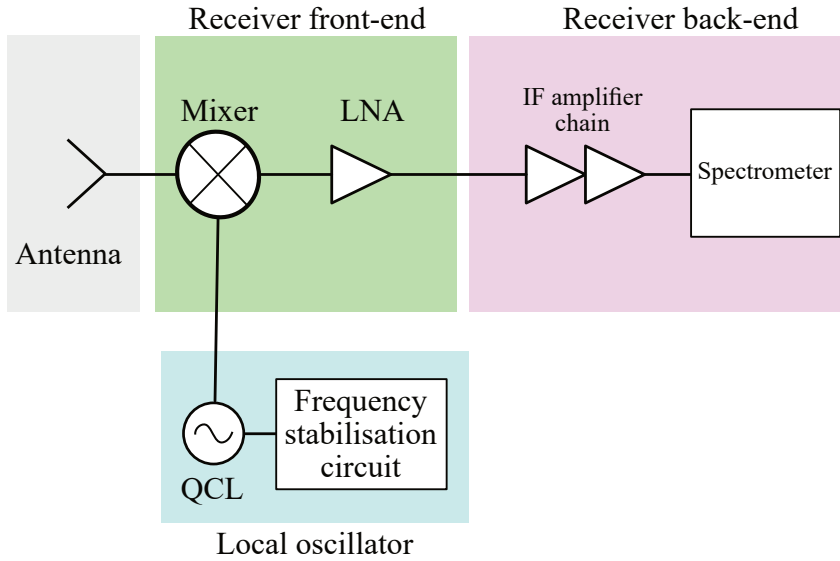 Receiver front-end
Receiver back-end
Mixer
LNA
IF amplifier
chain
Spectrometer
Antenna
Frequency
stabilisation
circuit
QCL
Local oscillator